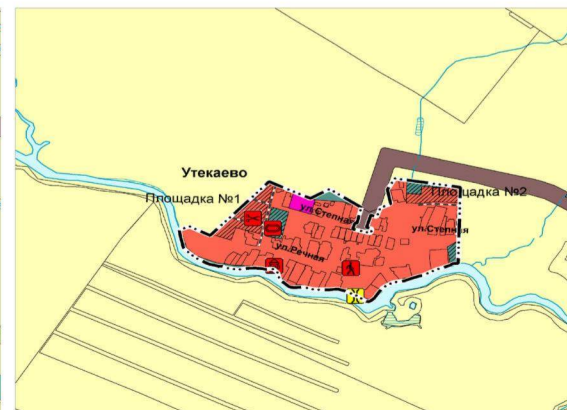 Утекаево
Площадка №1
Площадка №2
ул.Степная
ул.Степная
ул.Речная